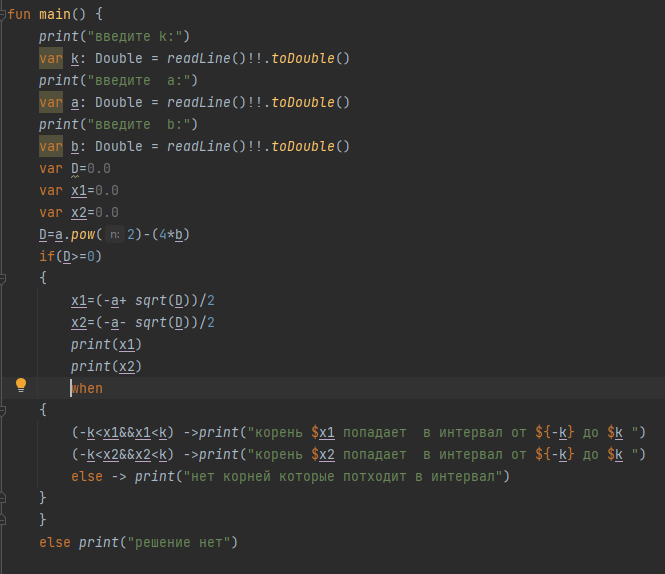 fun main() {
print("введите k:")
var k: Double = readLine()!!.toDouble()
print("введите  a:")
var a: Double = readLine()!!.toDouble()
print("введите  b:")
var b: Double = readLine()!!.toDouble()
var D=0.0
var x1=0.0
var x2=0.0
D=a.pow( n: 2)-(4*b)
if(D>=0)
{
x1=(-a+ sqrt(D))/2
x2=(-a- sqrt(D))/2
print(x1)
print(x2)
when
{
(-k<x1&&x1<k) ->print("корень $x1 попадает  в интервал от ${-k} до $k ")
(-k<x2&&x2<k) ->print("корень $x2 попадает  в интервал от ${-k} до $k ")
else -> print("нет корней которые потходит в интервал")
}
}
else print("решение нет")